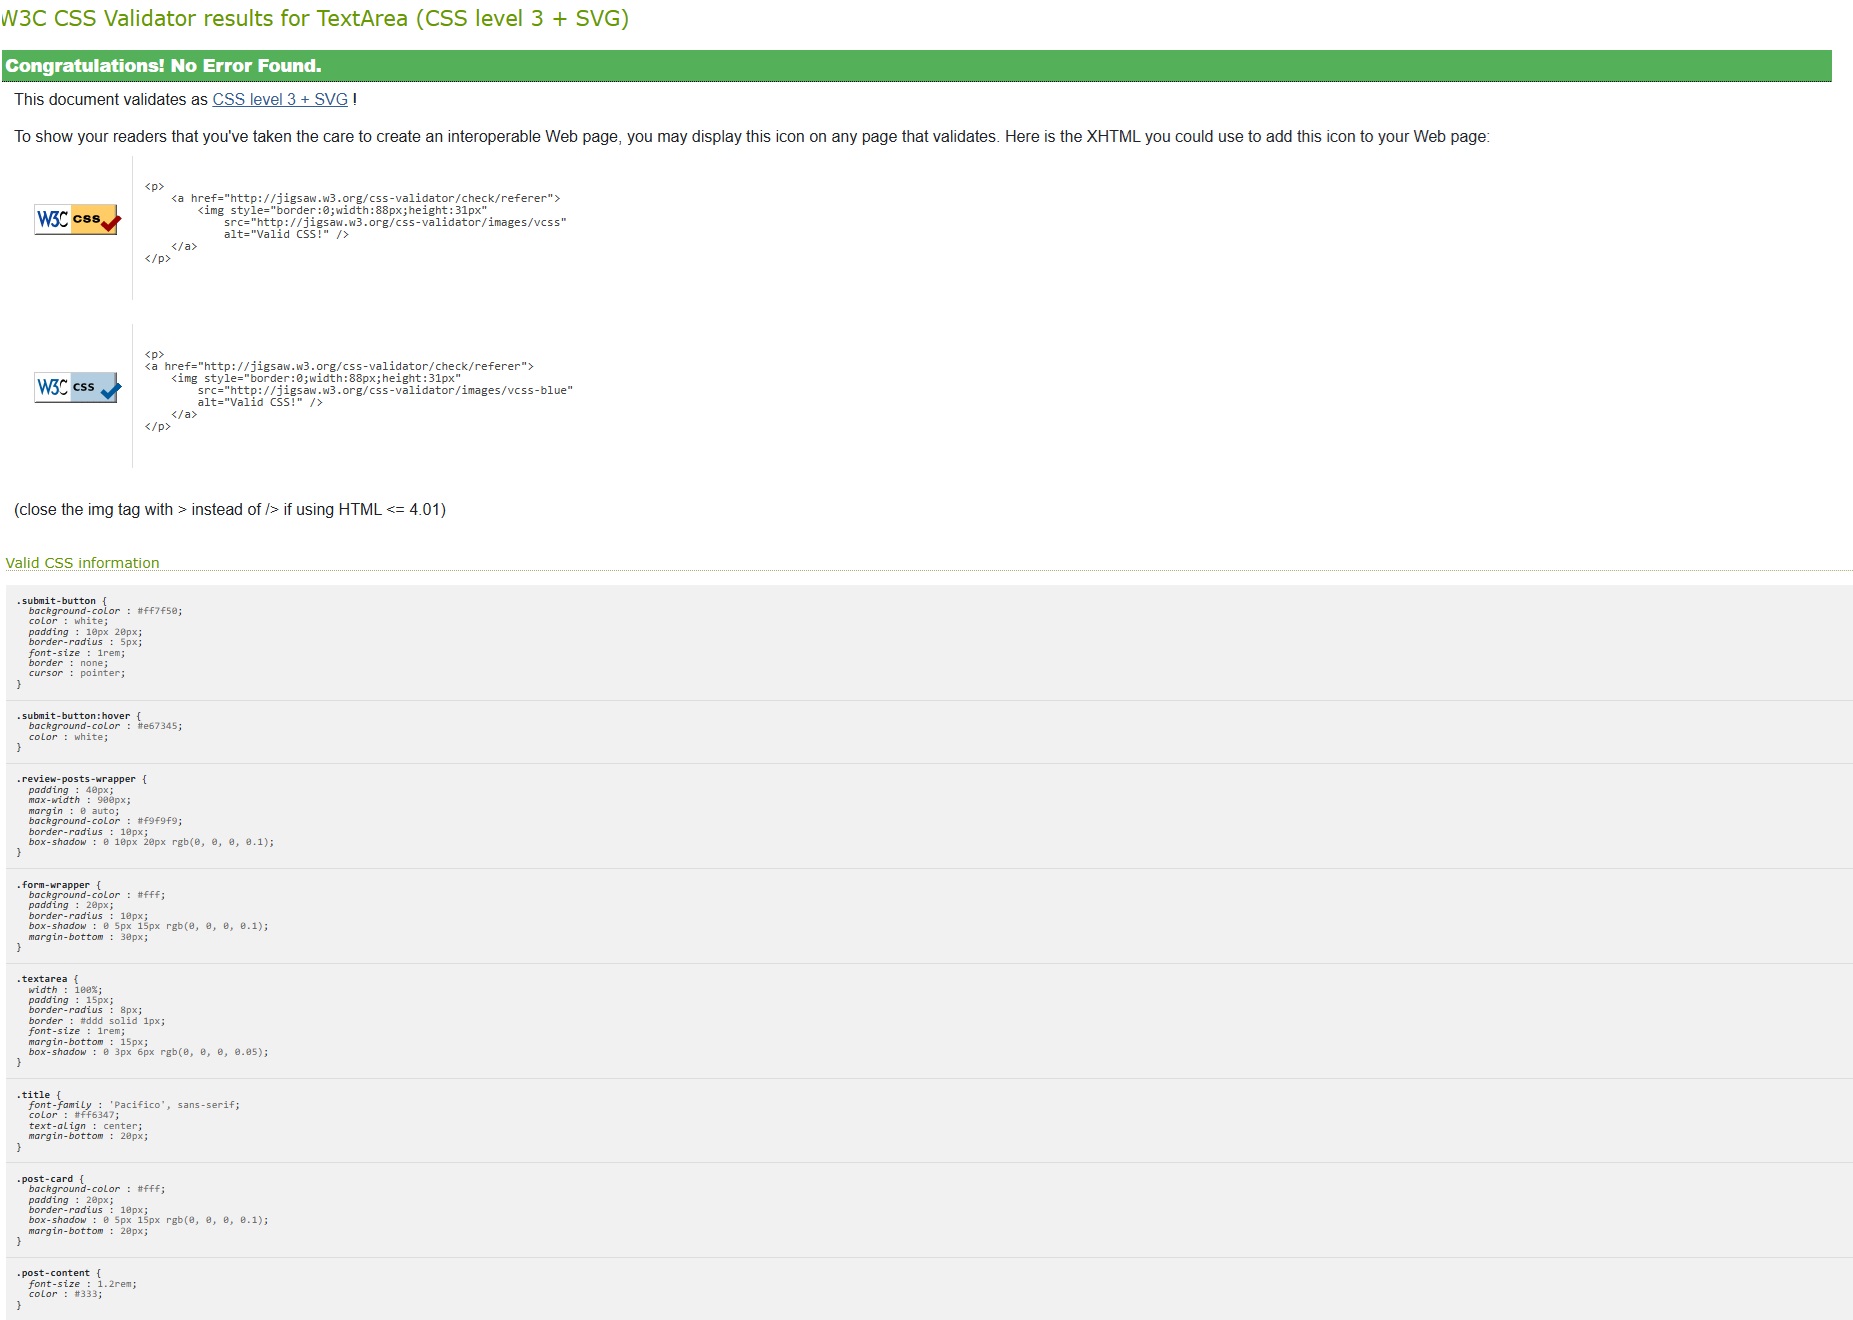 W3C CSS Validator results for TextArea (CSS level 3 + SVG)
Congratulations! No Error Found.
This document validates as CSS level 3 + SVG !
To show your readers that you've taken the care to create an interoperable Web page, you may display this icon on any page that validates. Here is the XHTML you could use to add this icon to your Web page:
W3C css
<p>
<a href="http://jigsaw.w3.org/css-validator/check/referer">
<img style="border:0;width:88px;height:31px"
src="http://jigsaw.w3.org/css-validator/images/vcss"
alt="Valid CSS!" />
</a>
</p>
W3C css
<p>
<a href="http://jigsaw.w3.org/css-validator/check/referer">
<img style="border:0;width:88px;height:31px"
src="http://jigsaw.w3.org/css-validator/images/vcss-blue"
alt="Valid CSS!" />
</a>
</p>
(close the img tag with > instead of /> if using HTML <= 4.01)
Valid CSS information
.submit-button {
background-color : #ff7f50;
color : white;
padding : 10px 20px;
border-radius : 5px;
font-size : 1rem;
border : none;
cursor : pointer;
}
.submit-button:hover {
background-color : #e67345;
color : white;
}
.review-posts-wrapper {
padding : 40px;
max-width : 900px;
margin : 0 auto;
background-color : #f9f9f9;
border-radius : 10px;
box-shadow : 0 10px 20px rgb(0, 0, 0, 0.1);
}
.form-wrapper {
background-color : #fff;
padding : 20px;
border-radius : 10px;
box-shadow : 0 5px 15px rgb(0, 0, 0, 0.1);
margin-bottom : 30px;
}
.textarea {
width : 100%;
padding : 15px;
border-radius : 8px;
border : #ddd solid 1px;
font-size : 1rem;
margin-bottom : 15px;
box-shadow : 0 3px 6px rgb(0, 0, 0, 0.05);
}
.title {
font-family : 'Pacifico', sans-serif;
color : #ff6347;
text-align : center;
margin-bottom : 20px;
}
.post-card {
background-color : #fff;
padding : 20px;
border-radius : 10px;
box-shadow : 0 5px 15px rgb(0, 0, 0, 0.1);
margin-bottom : 20px;
}
.post-content {
font-size : 1.2rem;
color : #333;
}